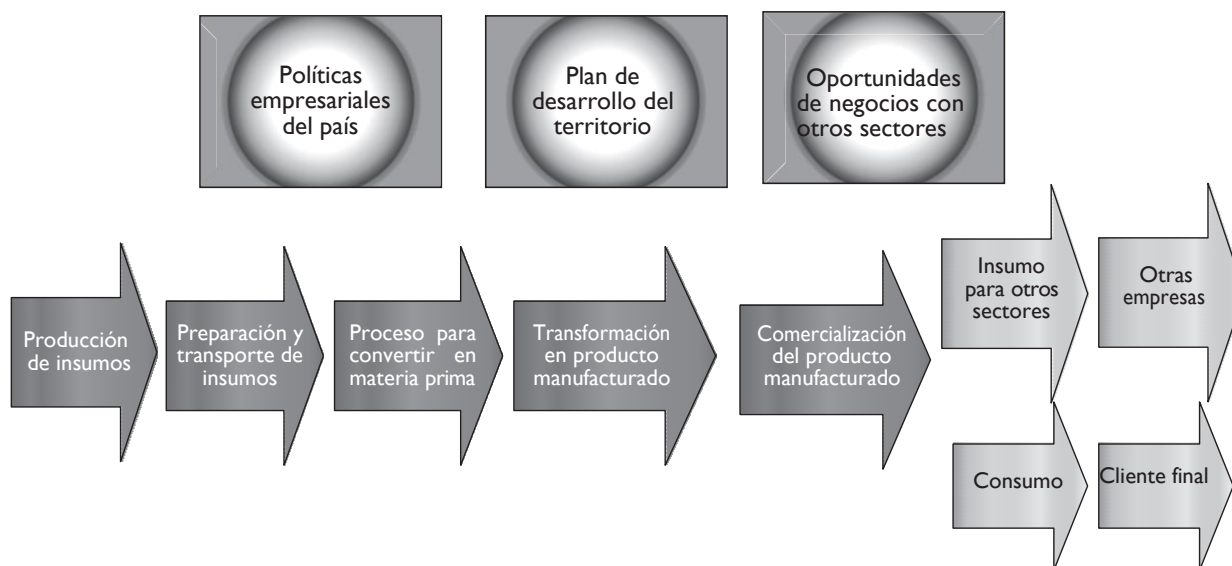 Políticas
empresariales
del país
Plan de
desarrollo del
territorio
Oportunidades
de negocios con
otros sectores
Producción
de insumos
Preparación y
transporte de
insumos
Proceso para
convertir en
materia prima
Transformación
en producto
manufacturado
Comercialización
del producto
manufacturado
Insumo
para otros
sectores
Otras
empresas
Consumo
Cliente final